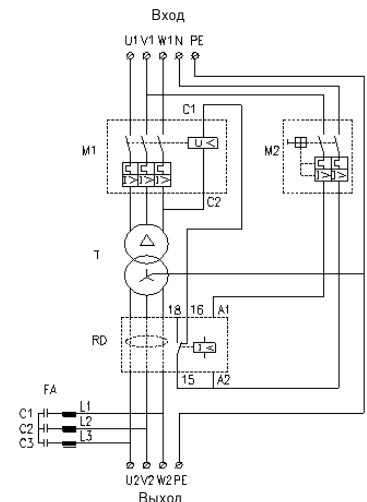 Вход
U1 V1 W1 N PE
C1
M1
U <
M2
I> I> I>
I> I>
C2
T
18 16 A1
RD
I Δ
15 A2
FA
C1 L1
C2 L2
C3 L3
U2 V2 W2 PE
Выход